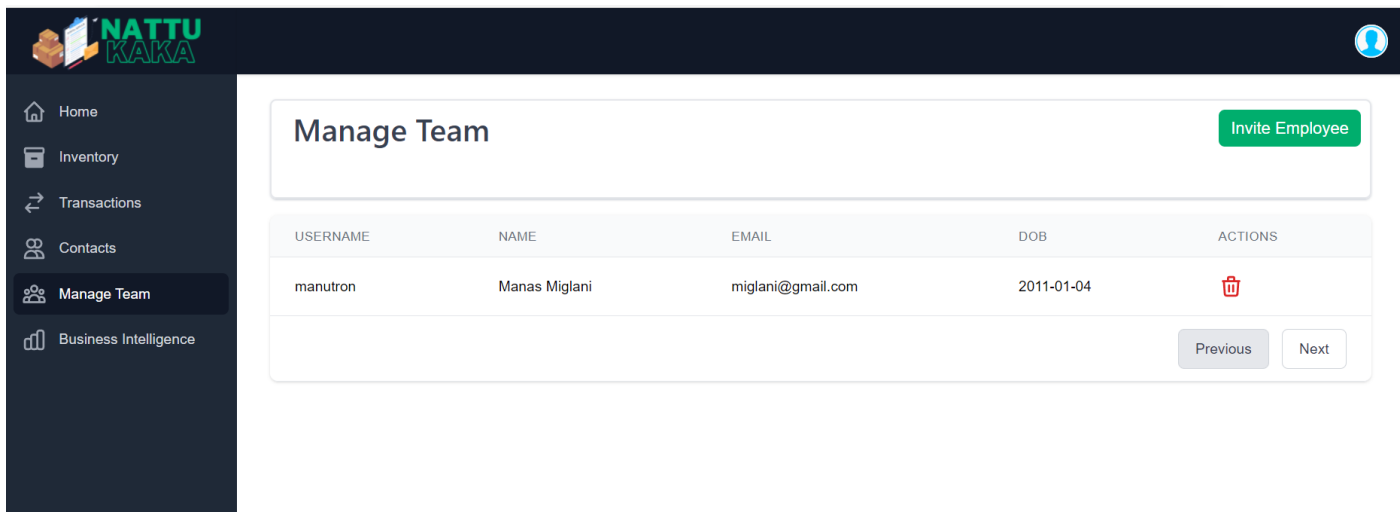 NATTU
KAKA
Home
Inventory
Transactions
Contacts
Manage Team
Business Intelligence
Manage Team
Invite Employee
USERNAME NAME EMAIL DOB ACTIONS
manutron Manas Miglani miglani@gmail.com 2011-01-04
Previous Next